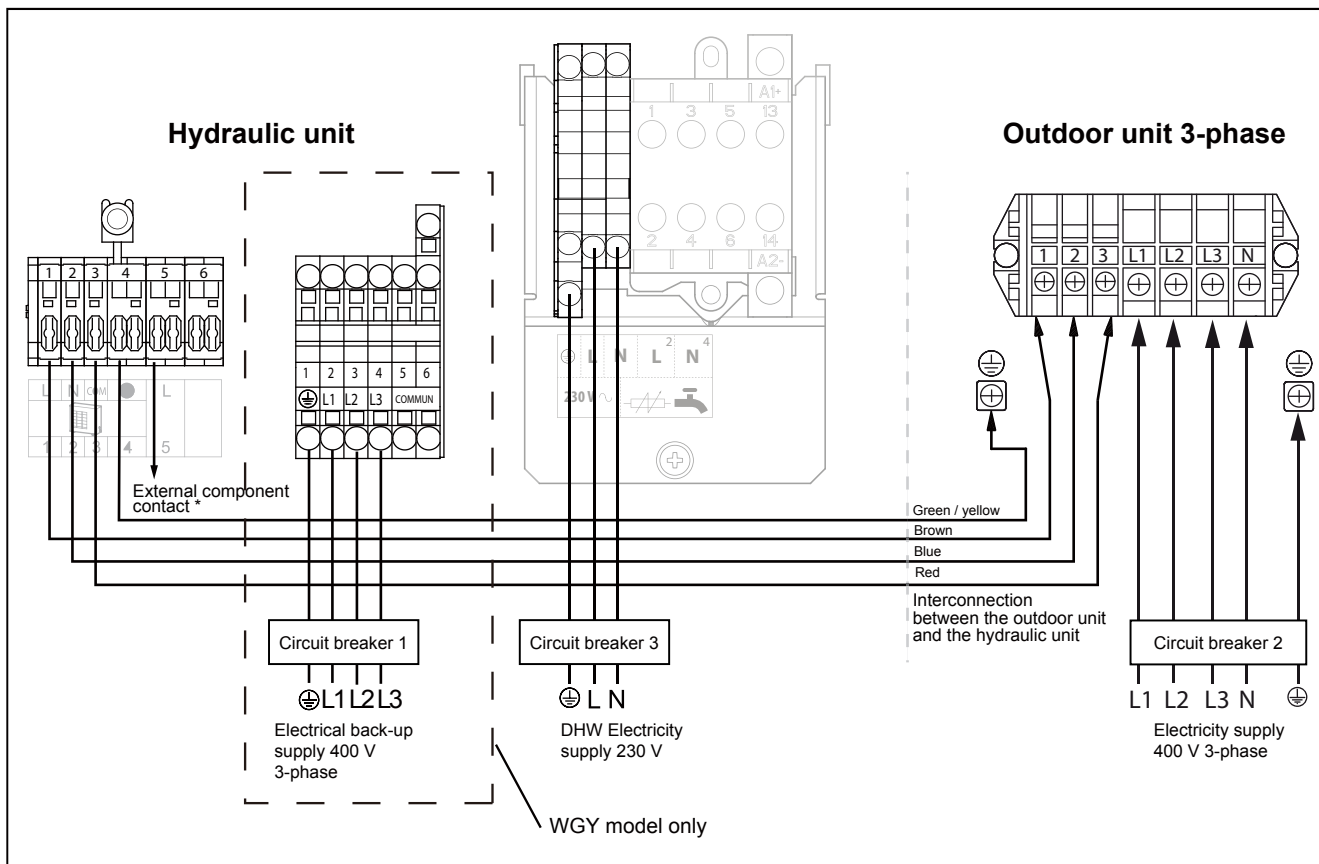 Hydraulic unit
Outdoor unit 3-phase
A1+
1 3 5 13
2 4 6 14
A2-
1 2 3 4 5 6
L N COM L
1 2 3 4 5
External component
contact *
1 2 3 4 5 6
L1 L2 L3 COMMUN
L N L 2 N 4
230 V ~
1 2 3 L1 L2 L3 N
Green / yellow
Brown
Blue
Red
Interconnection
between the outdoor unit
and the hydraulic unit
Circuit breaker 1
L1 L2 L3
Electrical back-up
supply 400 V
3-phase
Circuit breaker 3
L N
DHW Electricity
supply 230 V
Circuit breaker 2
L1 L2 L3 N
Electricity supply
400 V 3-phase
WGY model only